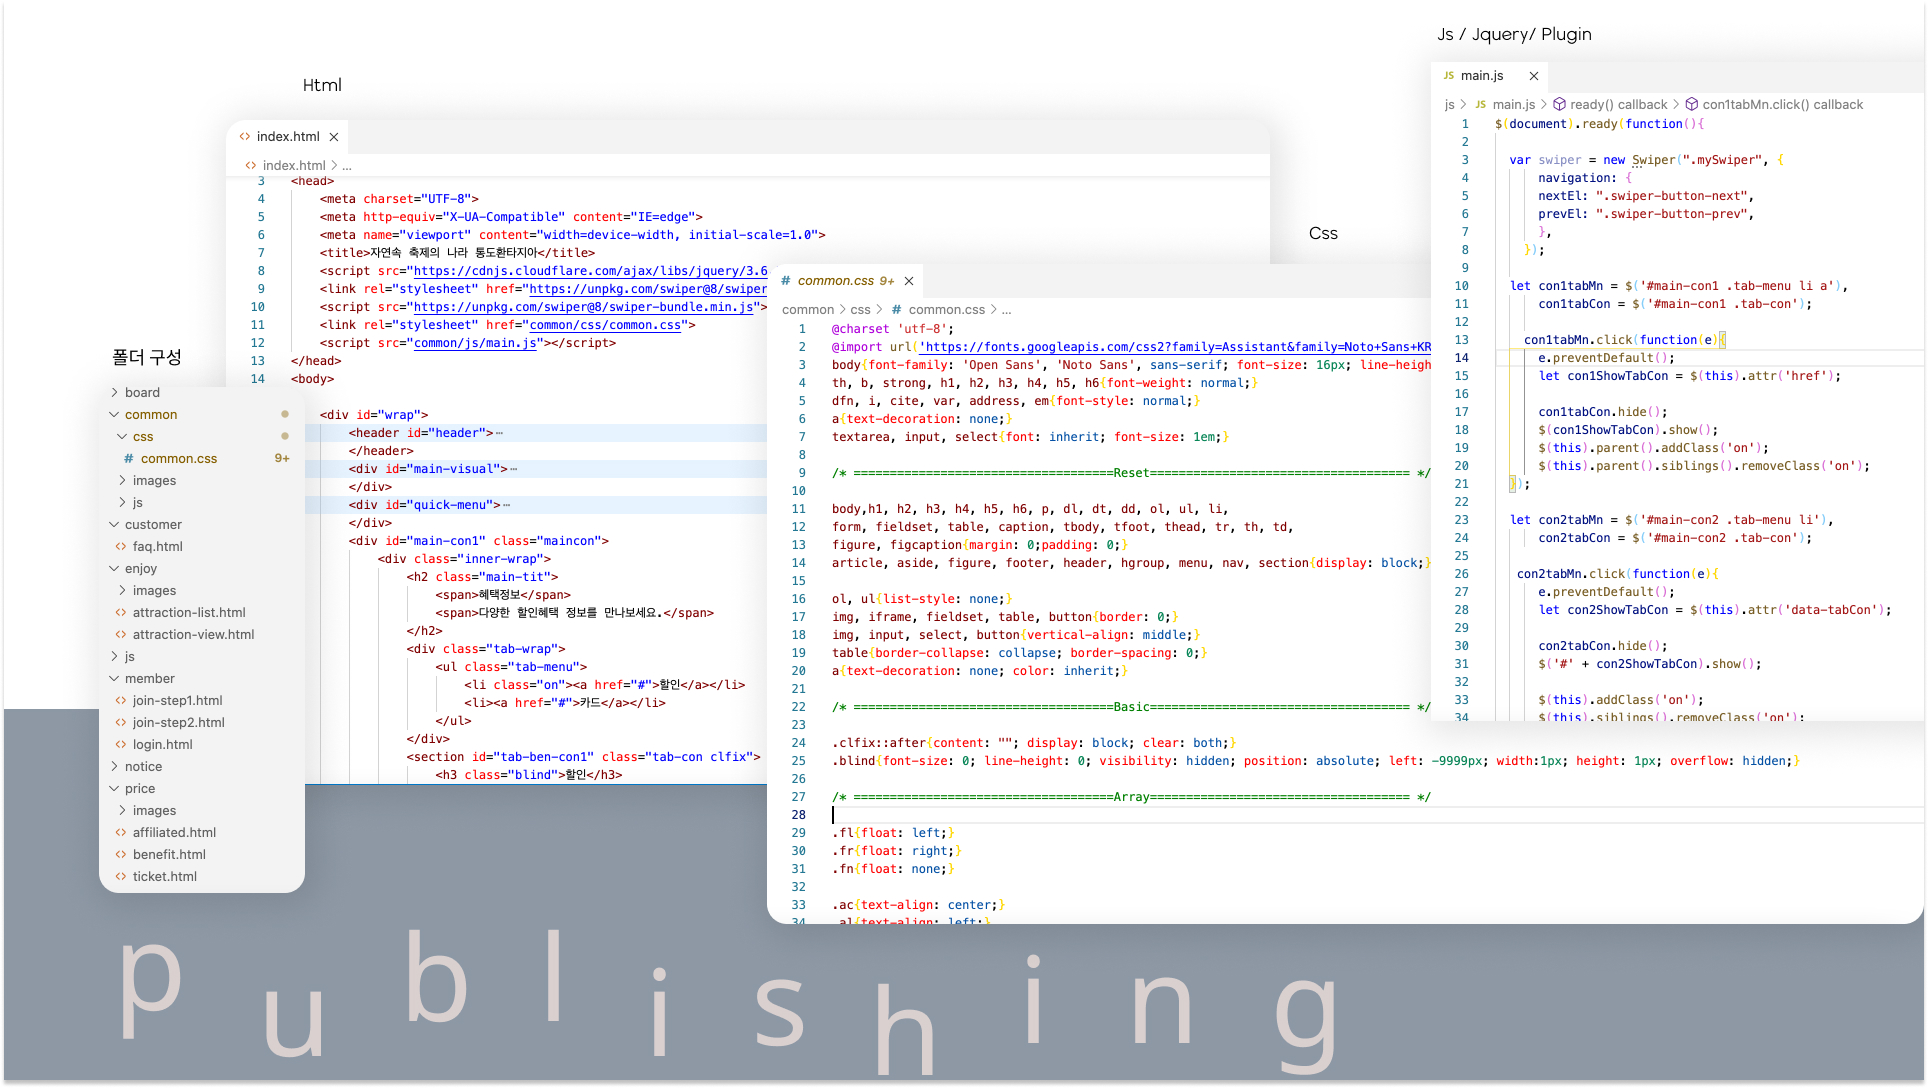 Html
index.html
index.html > ...
3 <head>
4 <meta charset="UTF-8">
5 <meta http-equiv="X-UA-Compatible" content="IE=edge">
6 <meta name="viewport" content="width=device-width, initial-scale=1.0">
7 <title>자연속 축제의 나라 통도환타지아</title>
8 <script src="https://cdnjs.cloudflare.com/ajax/libs/jquery/3.6
9 <link rel="stylesheet" href="https://unpkg.com/swiper@8/swiper
10 <script src="https://unpkg.com/swiper@8/swiper-bundle.min.js">
11 <link rel="stylesheet" href="common/css/common.css">
12 <script src="common/js/main.js"></script>
13 </head>
14 <body>
<div id="wrap">
<header id="header">⋯
</header>
<div id="main-visual">⋯
</div>
<div id="quick-menu">⋯
</div>
<div id="main-con1" class="maincon">
<div class="inner-wrap">
<h2 class="main-tit">
<span>혜택정보</span>
<span>다양한 할인혜택 정보를 만나보세요.</span>
</h2>
<div class="tab-wrap">
<ul class="tab-menu">
<li class="on"><a href="#">할인</a></li>
<li><a href="#">카드</a></li>
</ul>
</div>
<section id="tab-ben-con1" class="tab-con clfix">
<h3 class="blind">할인</h3>
폴더 구성
board
common
css
# common.css 9+
images
js
customer
faq.html
enjoy
images
attraction-list.html
attraction-view.html
js
member
join-step1.html
join-step2.html
login.html
notice
price
images
affiliated.html
benefit.html
ticket.html
Css
# common.css 9+
common > css > # common.css > ...
1 @charset 'utf-8';
2 @import url('https://fonts.googleapis.com/css2?family=Assistant&family=Noto+Sans+KR
3 body{font-family: 'Open Sans', 'Noto Sans', sans-serif; font-size: 16px; line-heigh
4 th, b, strong, h1, h2, h3, h4, h5, h6{font-weight: normal;}
5 dfn, i, cite, var, address, em{font-style: normal;}
6 a{text-decoration: none;}
7 textarea, input, select{font: inherit; font-size: 1em;}
8
9 /* ====================================Reset==================================== */
10
11 body,h1, h2, h3, h4, h5, h6, p, dl, dt, dd, ol, ul, li,
12 form, fieldset, table, caption, tbody, tfoot, thead, tr, th, td,
13 figure, figcaption{margin: 0;padding: 0;}
14 article, aside, figure, footer, header, hgroup, menu, nav, section{display: block;}
15
16 ol, ul{list-style: none;}
17 img, iframe, fieldset, table, button{border: 0;}
18 img, input, select, button{vertical-align: middle;}
19 table{border-collapse: collapse; border-spacing: 0;}
20 a{text-decoration: none; color: inherit;}
21
22 /* ====================================Basic==================================== */
23
24 .clfix::after{content: ""; display: block; clear: both;}
25 .blind{font-size: 0; line-height: 0; visibility: hidden; position: absolute; left: -9999px; width:1px; height: 1px; overflow: hidden;}
26
27 /* ====================================Array==================================== */
28
29 .fl{float: left;}
30 .fr{float: right;}
31 .fn{float: none;}
32
33 .ac{text-align: center;}
34 .al{text-align: left;}
Js / Jquery/ Plugin
JS main.js
js > JS main.js > ready() callback > con1tabMn.click() callback
1 $(document).ready(function(){
2
3 var swiper = new Swiper(".mySwiper", {
4 navigation: {
5 nextEl: ".swiper-button-next",
6 prevEl: ".swiper-button-prev",
7 },
8 });
9
10 let con1tabMn = $('#main-con1 .tab-menu li a'),
11 con1tabCon = $('#main-con1 .tab-con');
12
13 con1tabMn.click(function(e){
14 e.preventDefault();
15 let con1ShowTabCon = $(this).attr('href');
16
17 con1tabCon.hide();
18 $(con1ShowTabCon).show();
19 $(this).parent().addClass('on');
20 $(this).parent().siblings().removeClass('on');
21 });
22
23 let con2tabMn = $('#main-con2 .tab-menu li'),
24 con2tabCon = $('#main-con2 .tab-con');
25
26 con2tabMn.click(function(e){
27 e.preventDefault();
28 let con2ShowTabCon = $(this).attr('data-tabCon');
29
30 con2tabCon.hide();
31 $('#' + con2ShowTabCon).show();
32
33 $(this).addClass('on');
34 $(this).siblings().removeClass('on');
publishing